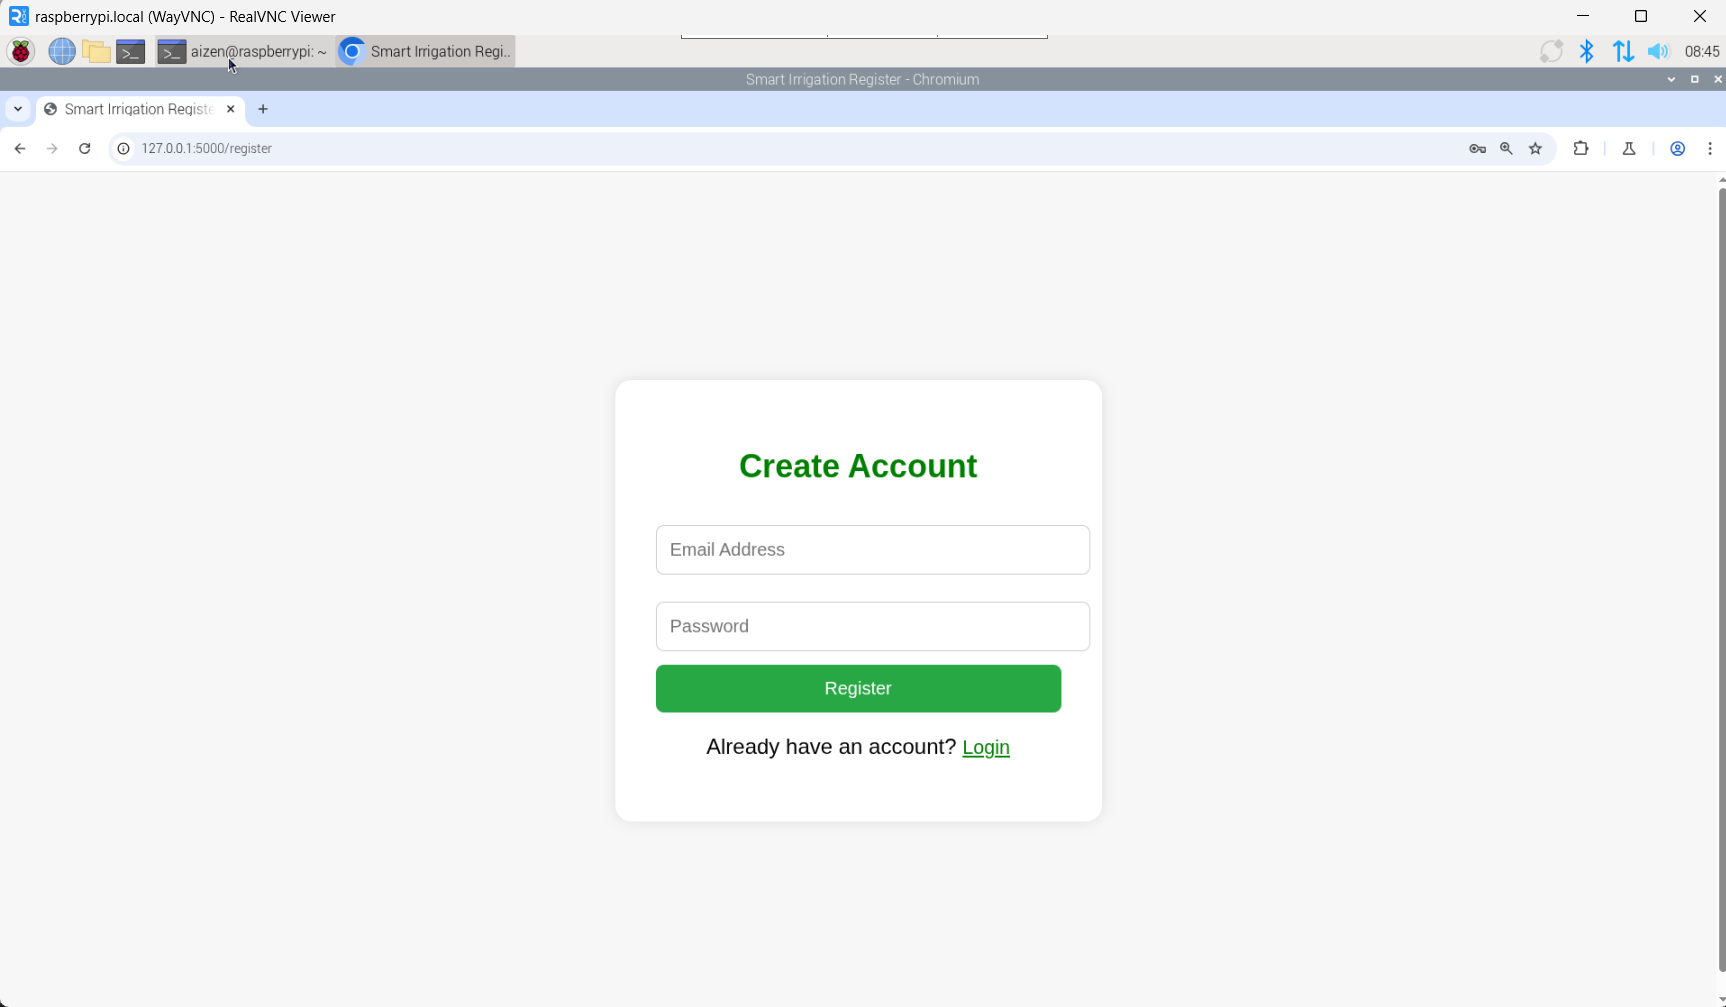 raspberrypi.local (WayVNC) - RealVNC Viewer
aizen@raspberrypi: ~
Smart Irrigation Regi..
08:45
Smart Irrigation Register - Chromium
Smart Irrigation Registe
127.0.0.1:5000/register
Create Account
Email Address
Password
Register
Already have an account? Login